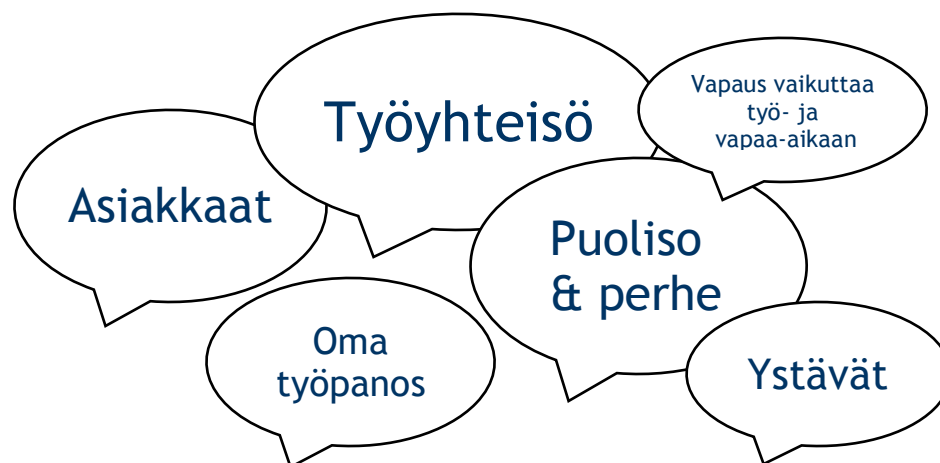 Työyhteisö
Vapaus vaikuttaa
työ- ja
vapaa-aikaan
Asiakkaat
Puoliso
& perhe
Oma
työpanos
Ystävät